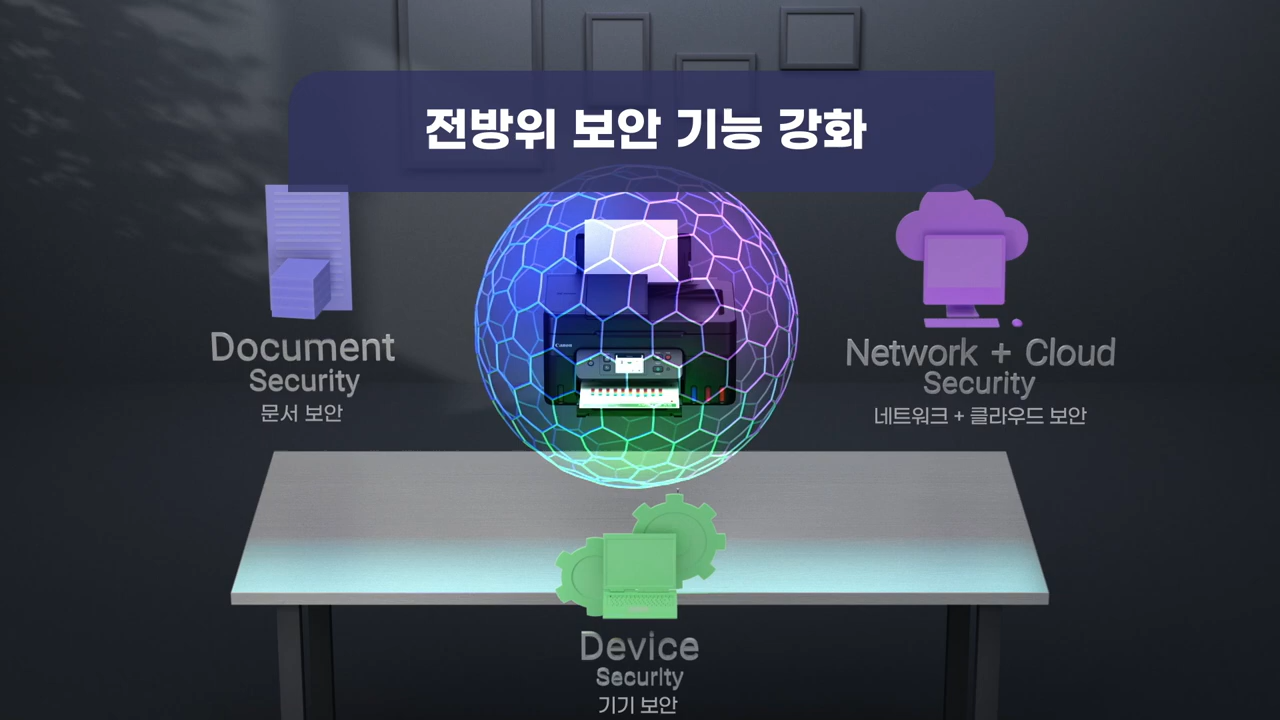 전방위 보안 기능 강화
Document
Security
문서 보안
Canon
Network + Cloud
Security
네트워크 + 클라우드 보안
Device
Security
기기 보안